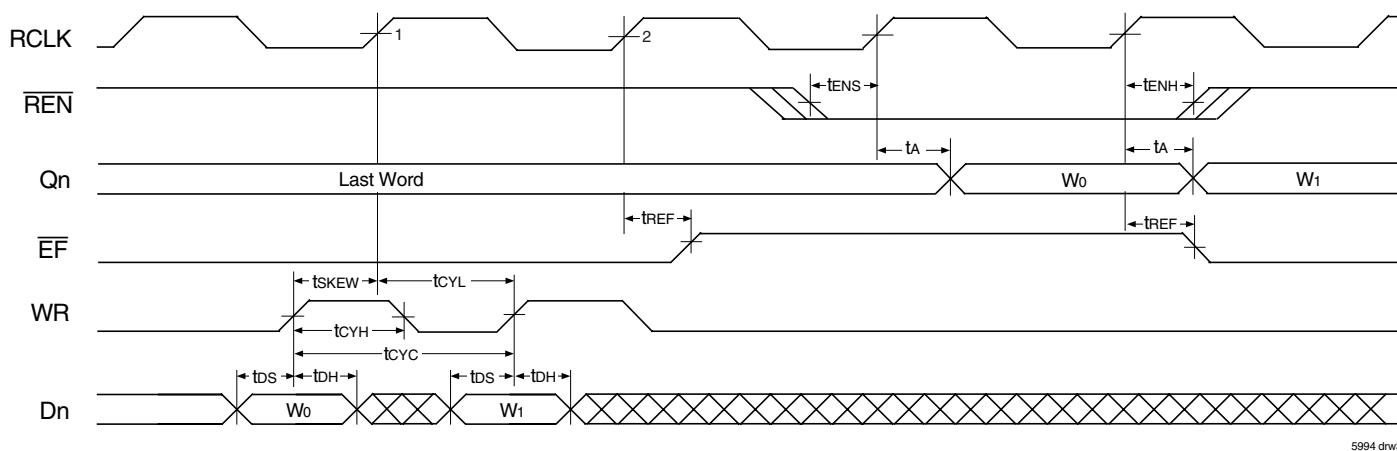 RCLK 1 2
REN tENS tENH
tA tA
Qn Last Word W0 W1
tREF tREF
EF
tSKEW tCYL
WR
tCYH
tCYC
tDS tDH tDS tDH
Dn W0 W1
5994 drw